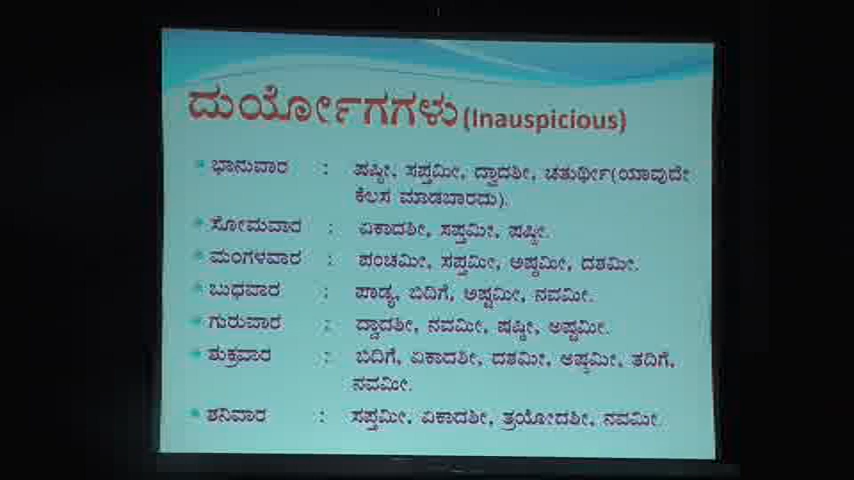 ದುರ್ಯೋಗಗಳು(Inauspicious)
ಭಾನುವಾರ : ಷಷ್ಠೀ, ಸಪ್ತಮೀ, ದ್ವಾದಶೀ, ಚತುರ್ಥೀ(ಯಾವುದೇ
ಕೆಲಸ ಮಾಡಬಾರದು).
ಸೋಮವಾರ : ಏಕಾದಶೀ, ಸಪ್ತಮೀ, ಷಷ್ಠೀ.
ಮಂಗಳವಾರ : ಪಂಚಮೀ, ಸಪ್ತಮೀ, ಅಷ್ಠಮೀ, ದಶಮೀ.
ಬುಧವಾರ : ಪಾಡ್ಯ, ಬಿದಿಗೆ, ಅಷ್ಟಮೀ, ನವಮೀ.
ಗುರುವಾರ : ದ್ವಾದಶೀ, ನವಮೀ, ಷಷ್ಠೀ, ಅಷ್ಟಮೀ.
ಶುಕ್ರವಾರ : ಬಿದಿಗೆ, ಏಕಾದಶೀ, ದಶಮೀ, ಅಷ್ಟಮೀ, ತದಿಗೆ,
ನವಮೀ.
ಶನಿವಾರ : ಸಪ್ತಮೀ, ಏಕಾದಶೀ, ತ್ರಯೋದಶೀ, ನವಮೀ.